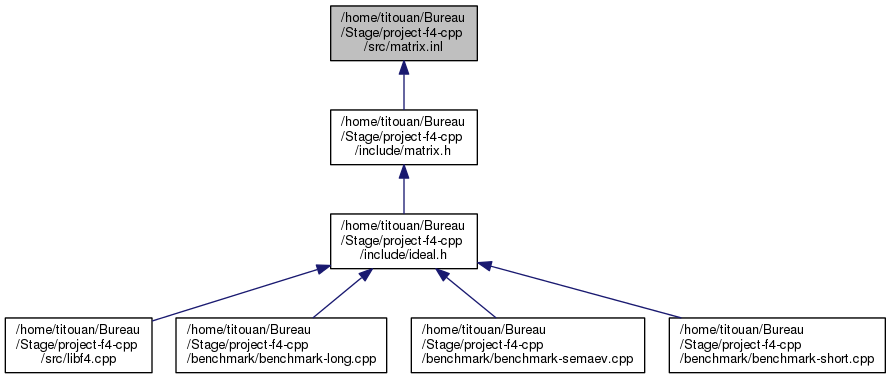 /home/titouan/Bureau
/Stage/project-f4-cpp
/src/matrix.inl
/home/titouan/Bureau
/Stage/project-f4-cpp
/include/matrix.h
/home/titouan/Bureau
/Stage/project-f4-cpp
/include/ideal.h
/home/titouan/Bureau
/Stage/project-f4-cpp
/src/libf4.cpp
/home/titouan/Bureau
/Stage/project-f4-cpp
/benchmark/benchmark-long.cpp
/home/titouan/Bureau
/Stage/project-f4-cpp
/benchmark/benchmark-semaev.cpp
/home/titouan/Bureau
/Stage/project-f4-cpp
/benchmark/benchmark-short.cpp